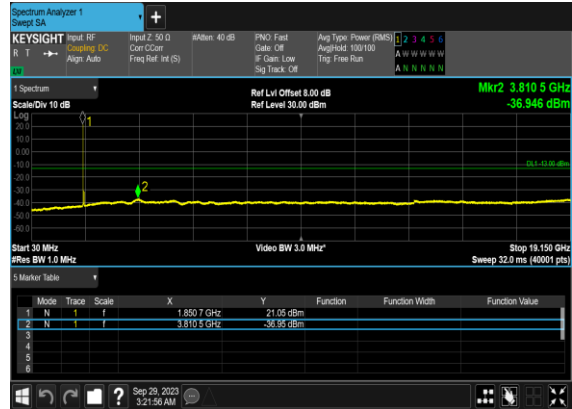 Spectrum Analyzer 1
Swept SA
+
KEYSIGHT Input: RF Input Z: 50 Ω #Atten: 40 dB PNO: Fast Avg Type: Power (RMS) 1 2 3 4 5 6
R T Coupling: DC Corr CCorr Gate: Off Avg|Hold: 100/100 A W W W W W
Align: Auto Freq Ref: Int (S) IF Gain: Low Trig: Free Run
Sig Track: Off A N N N N N
1 Spectrum
Ref Lvl Offset 8.00 dB Mkr2 3.810 5 GHz
Scale/Div 10 dB Ref Level 30.00 dBm -36.946 dBm
Log
1
20.0
10.0
0.00
-10.0
DL1 -13.00 dBm
-20.0
2
-30.0
-40.0
-50.0
-60.0
Start 30 MHz Video BW 3.0 MHz* Stop 19.150 GHz
#Res BW 1.0 MHz Sweep 32.0 ms (40001 pts)
5 Marker Table
Mode Trace Scale X Y Function Function Width Function Value
1 N 1 f 1.850 7 GHz 21.05 dBm
2 N 1 f 3.810 5 GHz -36.95 dBm
3
4
5
6
? Sep 29, 2023
3:21:56 AM